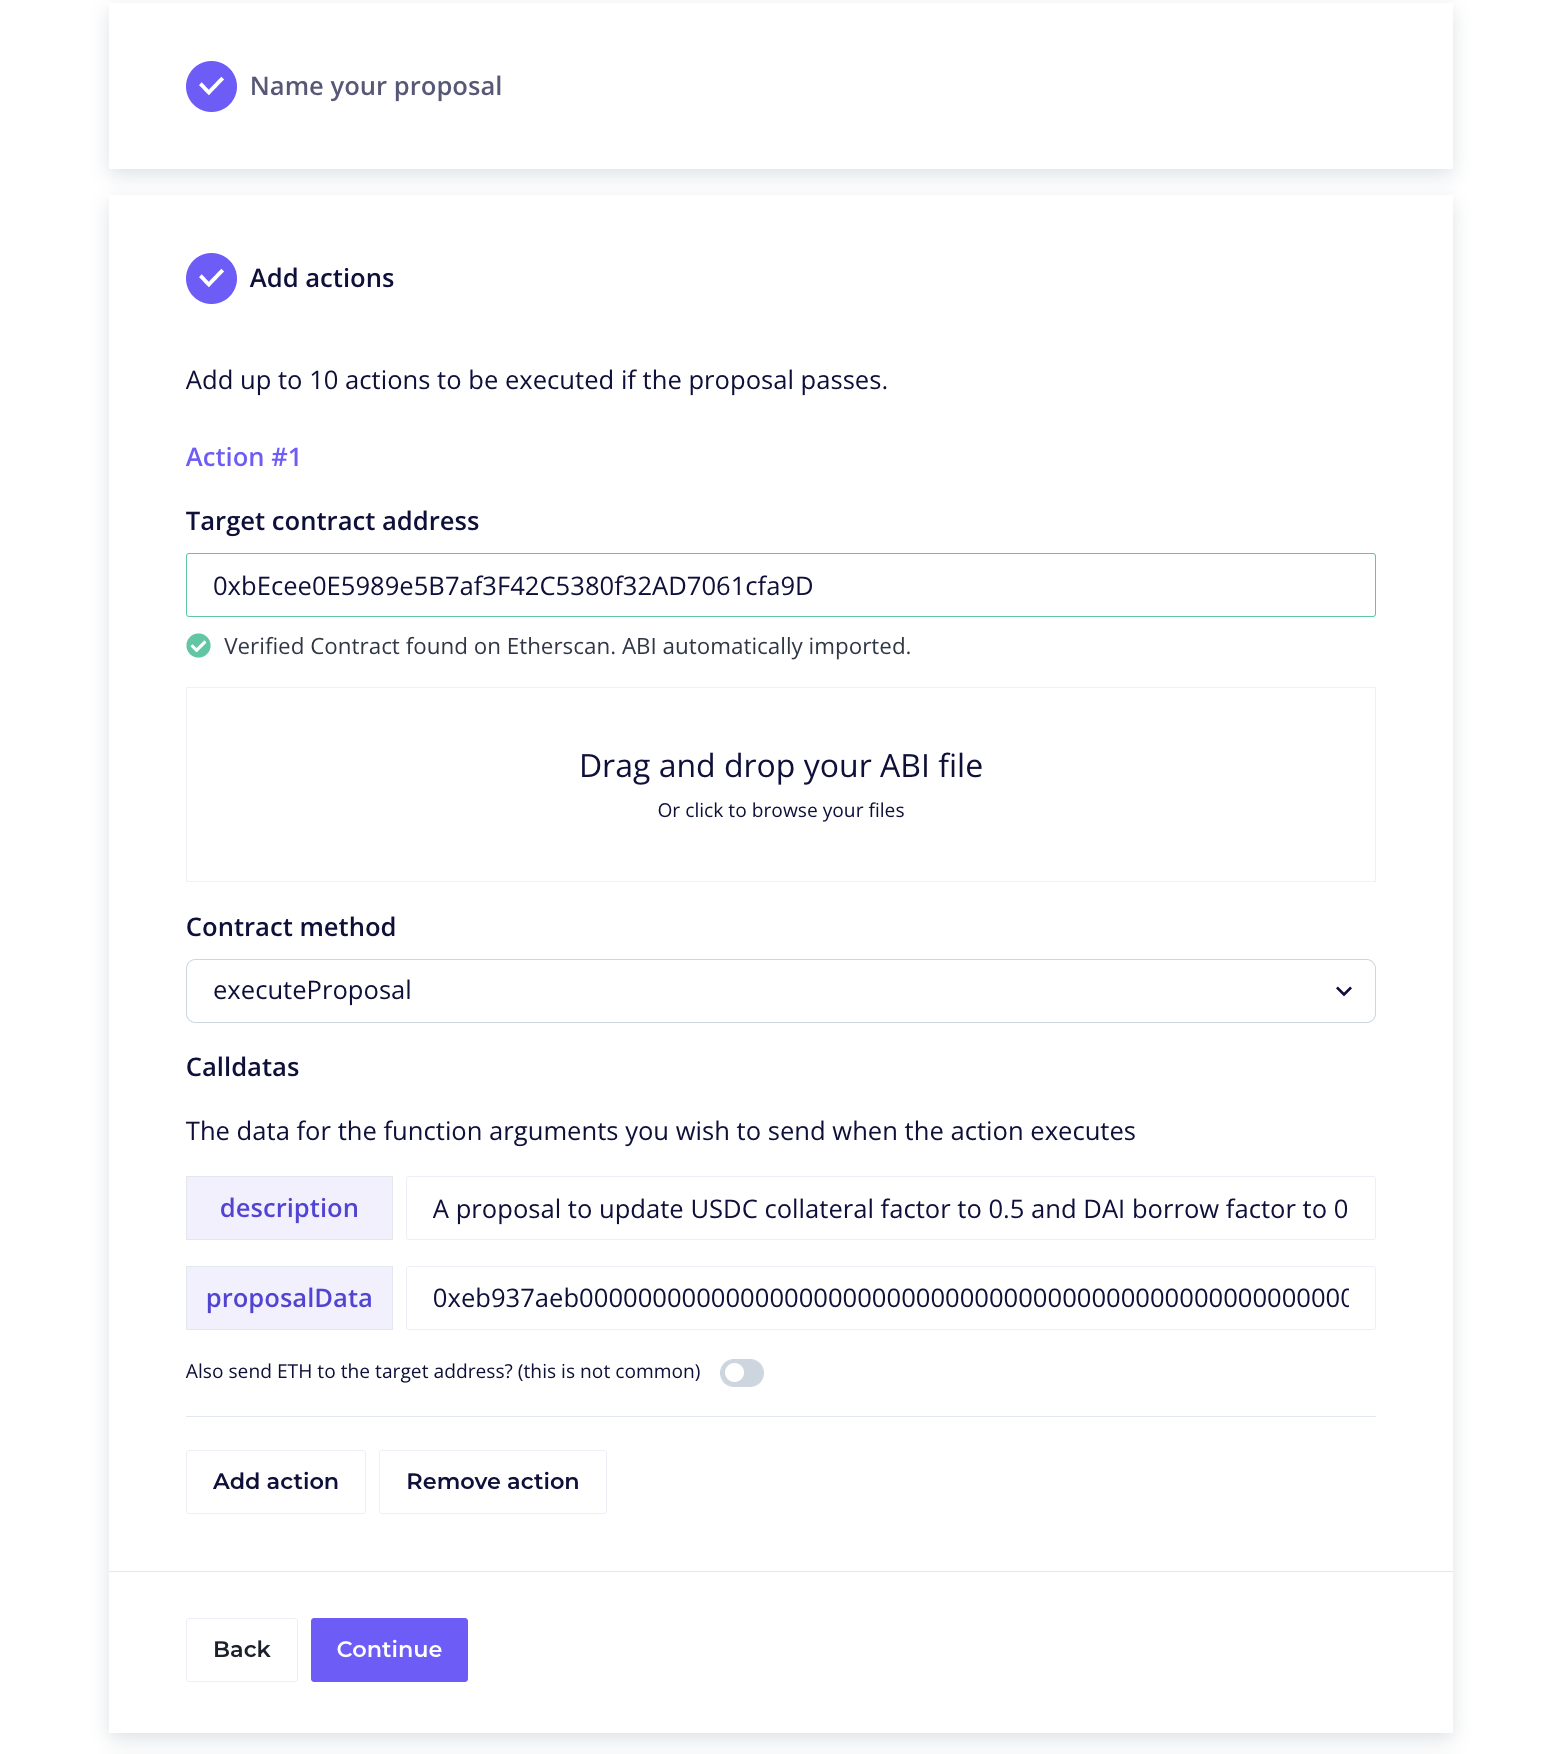 Name your proposal
Add actions
Add up to 10 actions to be executed if the proposal passes.
Action #1
Target contract address
0xbEcee0E5989e5B7af3F42C5380f32AD7061cfa9D
Verified Contract found on Etherscan. ABI automatically imported.
Drag and drop your ABI file
Or click to browse your files
Contract method
executeProposal
Calldatas
The data for the function arguments you wish to send when the action executes
description
A proposal to update USDC collateral factor to 0.5 and DAI borrow factor to 0
proposalData
0xeb937aeb00000000000000000000000000000000000000000000000000000
Also send ETH to the target address? (this is not common)
Add action
Remove action
Back
Continue